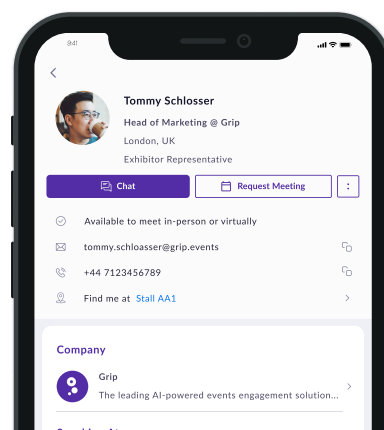 9:41
Tommy Schlosser
Head of Marketing @ Grip
London, UK
Exhibitor Representative
Chat
Request Meeting
Available to meet in-person or virtually
tommy.schloasser@grip.events
+44 7123456789
Find me at Stall AA1
Company
Grip
The leading AI-powered events engagement solution...